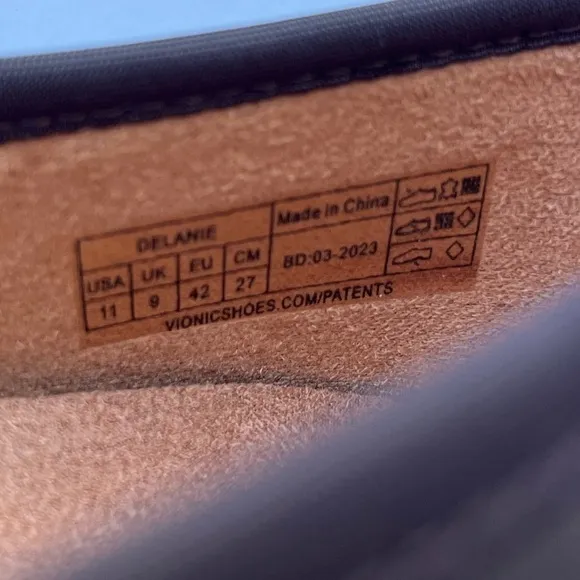 DELANIE
USA UK EU CM
11 9 42 27
Made in China
BD:03-2023
VIONICSHOES.COM/PATENTS